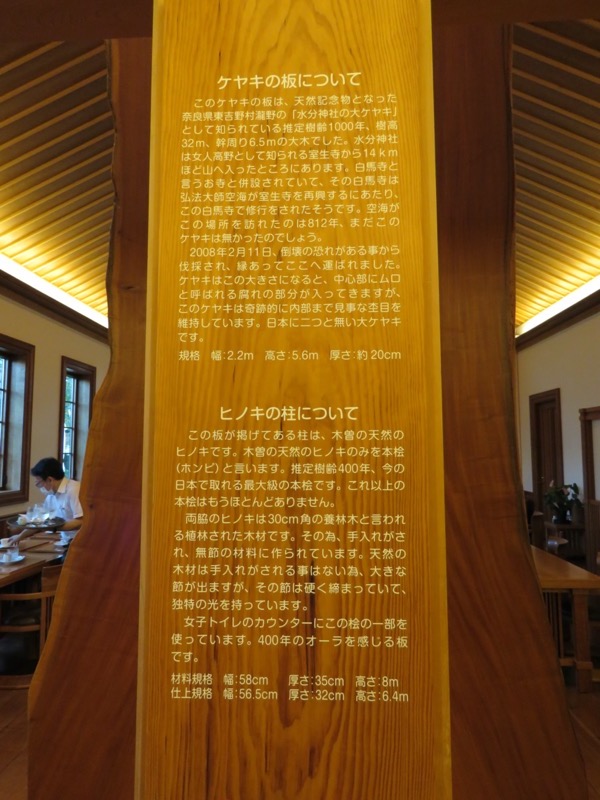 ケヤキの板について
このケヤキの板は、天然記念物となった
奈良県東吉野村瀧野の「水分神社の大ケヤキ」
として知られている推定樹齢1000年、樹高
32m、幹周り6.5mの大木でした。水分神社
は女人高野として知られる室生寺から14km
ほど山へ入ったところにあります。白馬寺と
言うお寺と併設されていて、その白馬寺は
弘法大師空海が室生寺を再興するにあたり、
この白馬寺で修行をされたそうです。空海が
この場所を訪れたのは812年、まだこの
ケヤキは無かったのでしょう。
2008年2月11日、倒壊の恐れがある事から
伐採され、縁あってここへ運ばれました。
ケヤキはこの大きさになると、中心部にムロ
と呼ばれる腐れの部分が入ってきますが、
このケヤキは奇跡的に内部まで見事な杢目を
維持しています。日本に二つと無い大ケヤキ
です。
規格 幅:2.2m 高さ:5.6m 厚さ:約20cm
ヒノキの柱について
この板が掲げてある柱は、木曽の天然の
ヒノキです。木曽の天然のヒノキのみを本桧
(ホンピ)と言います。推定樹齢400年、今の
日本で取れる最大級の本桧です。これ以上の
本桧はもうほとんどありません。
両脇のヒノキは30cm角の養林木と言われ
る植林された木材です。その為、手入れがさ
れ、無節の材料に作られています。天然の
木材は手入れがされる事はない為、大きな
節が出ますが、その節は硬く締まっていて、
独特の光を持っています。
女子トイレのカウンターにこの桧の一部を
使っています。400年のオーラを感じる板
です。
材料規格 幅:58cm 厚さ:35cm 高さ:8m
仕上規格 幅:56.5cm 厚さ:32cm 高さ:6.4m